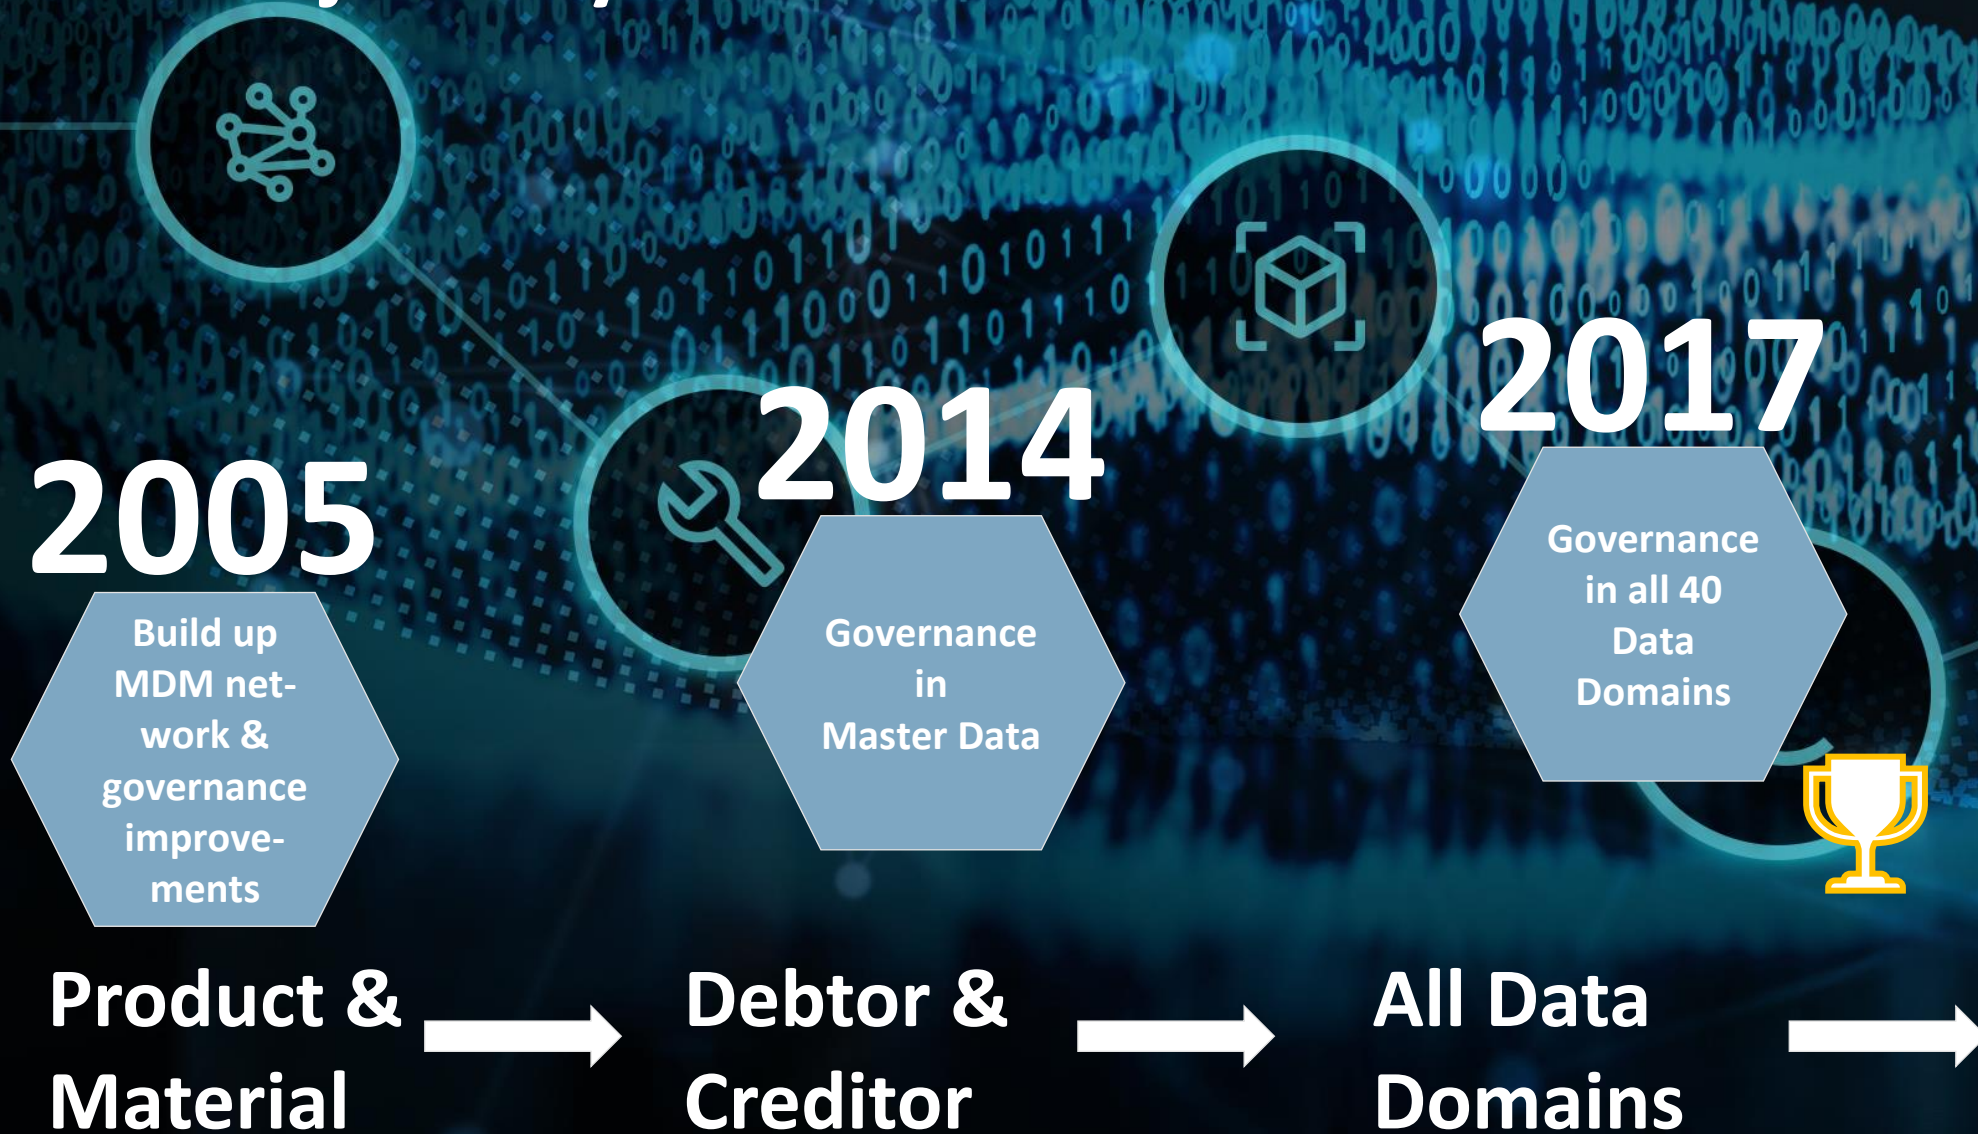 2005
Build up
MDM net-
work &
governance
improve-
ments
Product &
Material
2014
Governance
in
Master Data
Debtor &
Creditor
2017
Governance
in all 40
Data
Domains
All Data
Domains